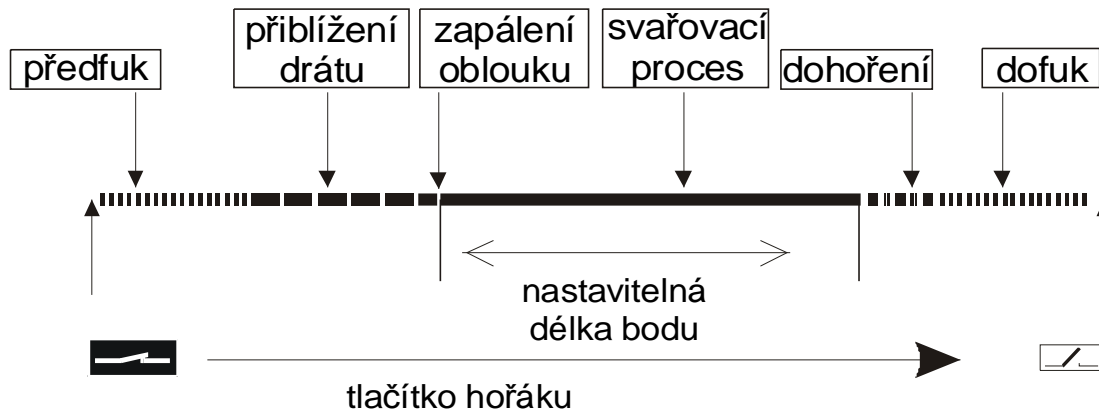 předfuk
přiblížení
drátu
zapálení
oblouku
svařovací
proces
dohoření
dofuk
nastavitelná
délka bodu
tlačítko hořáku